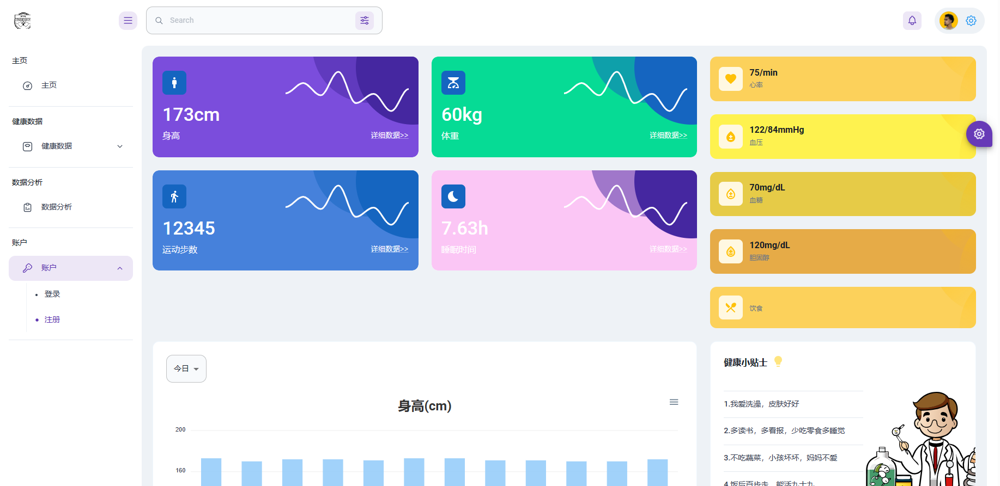 Search
主页
主页
健康数据
健康数据
数据分析
数据分析
账户
账户
登录
注册
173cm
身高
详细数据>>
60kg
体重
详细数据>>
12345
运动步数
详细数据>>
7.63h
睡眠时间
详细数据>>
75/min
心率
122/84mmHg
血压
70mg/dL
血糖
120mg/dL
胆固醇
饮食
今日
身高(cm)
200
160
健康小贴士
1.我爱洗澡，皮肤好好
2.多读书，多看报，少吃零食多睡觉
3.不吃蔬菜，小孩坏坏，妈妈不爱
4.饭后百步走，能活九十九